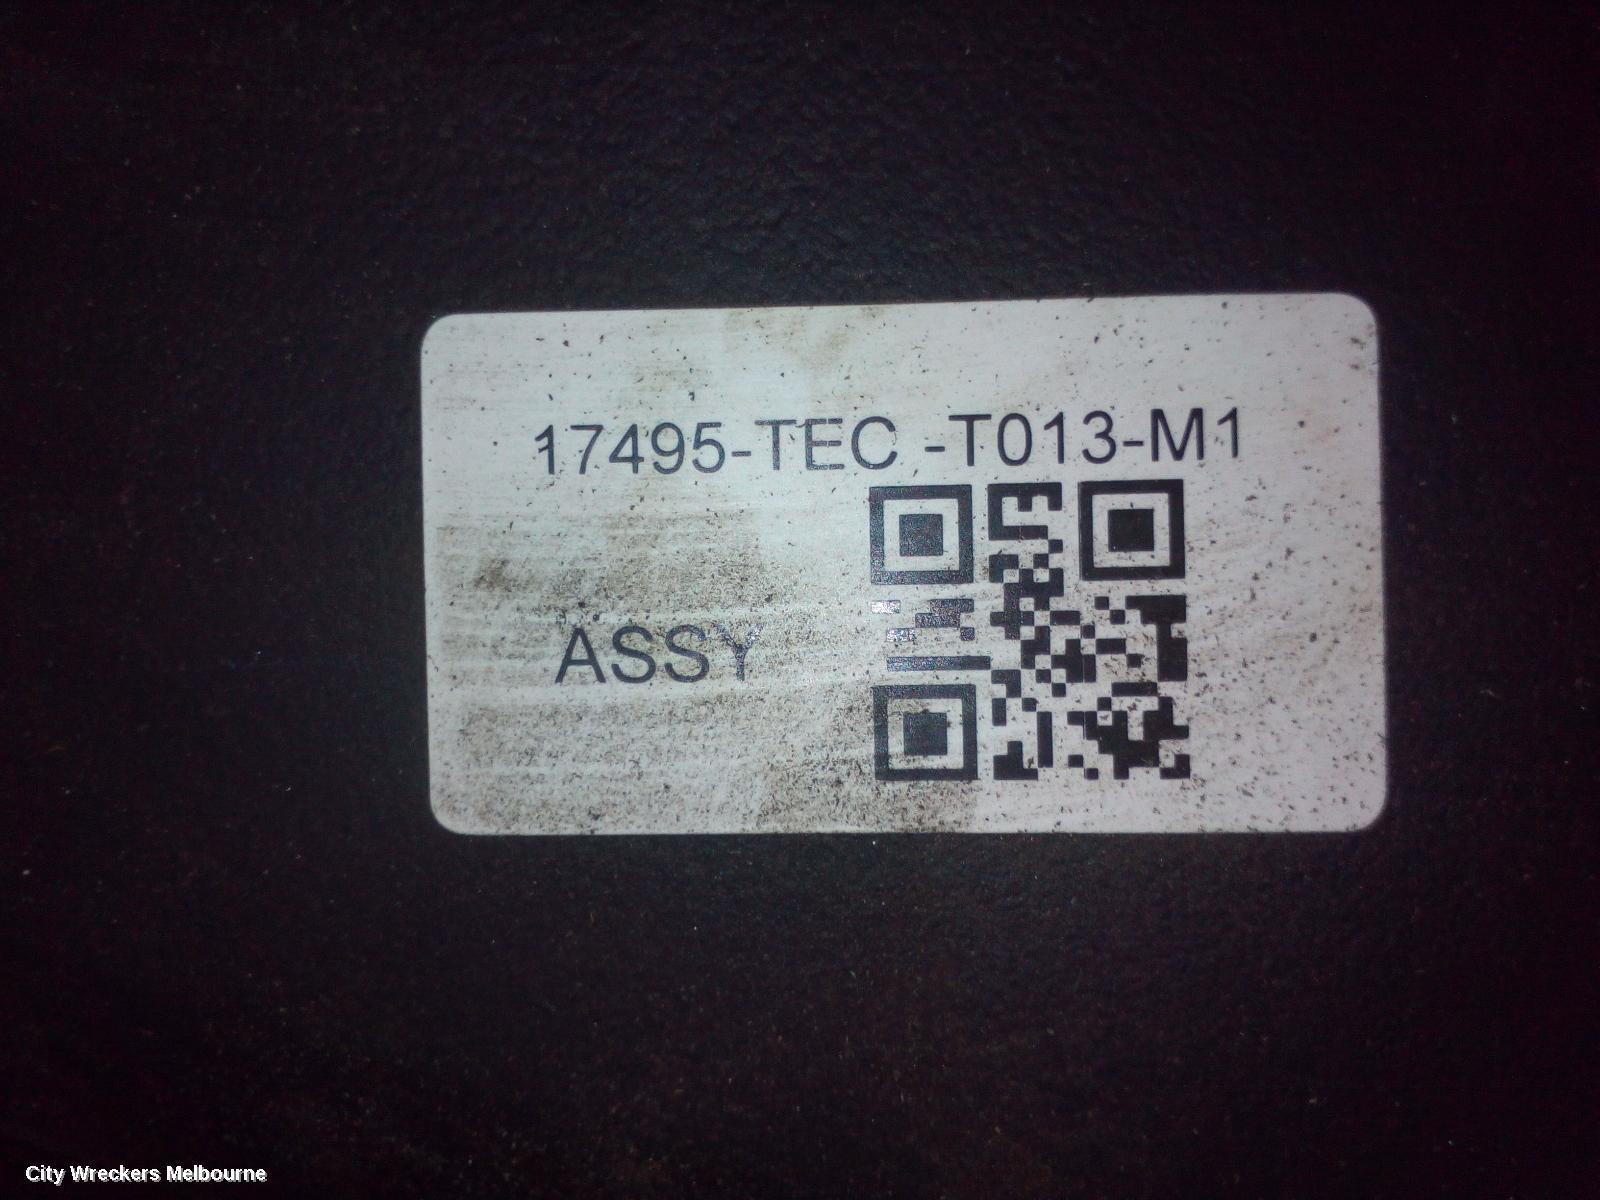 17495-TEC -T013-M1
ASSY
City Wreckers Melbourne